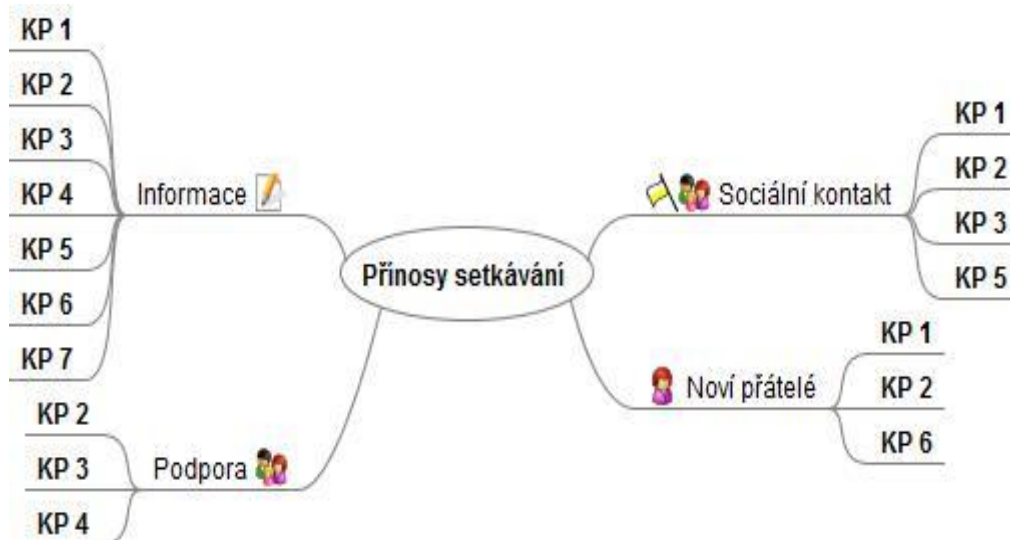 Přínosy setkávání
Informace
KP 1
KP 2
KP 3
KP 4
KP 5
KP 6
KP 7
Podpora
KP 2
KP 3
KP 4
Sociální kontakt
KP 1
KP 2
KP 3
KP 5
Noví přátelé
KP 1
KP 2
KP 6